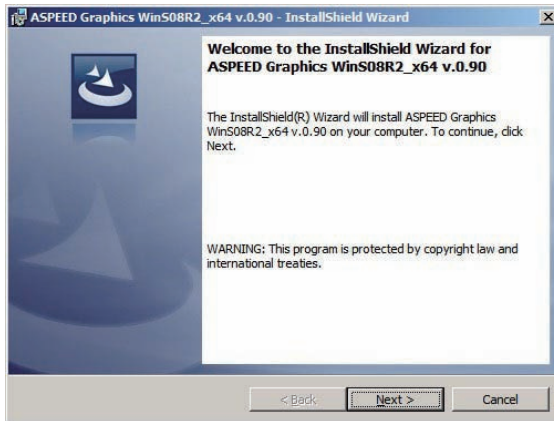 ASPEED Graphics WinS08R2_x64 v.0.90 - InstallShield Wizard
Welcome to the InstallShield Wizard for
ASPEED Graphics WinS08R2_x64 v.0.90
The InstallShield(R) Wizard will install ASPEED Graphics
WinS08R2_x64 v.0.90 on your computer. To continue, click
Next.
WARNING: This program is protected by copyright law and
international treaties.
< Back Next > Cancel